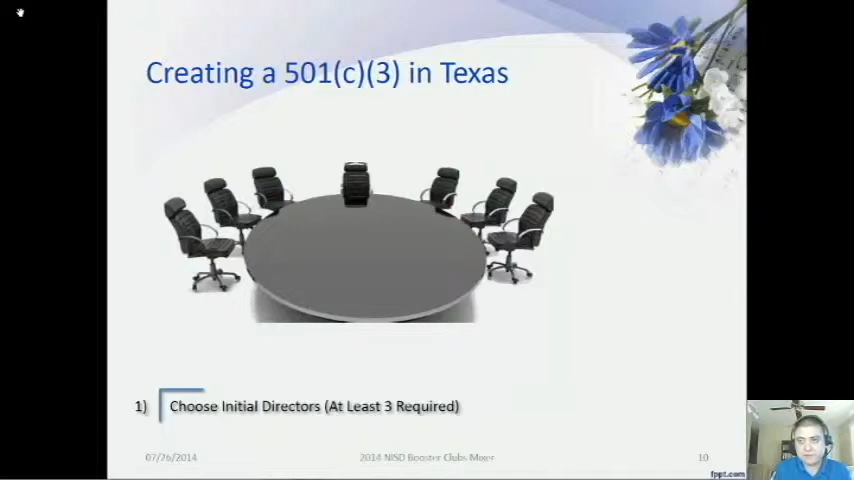 Creating a 501(c)(3) in Texas
1) Choose Initial Directors (At Least 3 Required)
07/26/2014 2014 NISD Booster Clubs Mixer 10
fppt.com